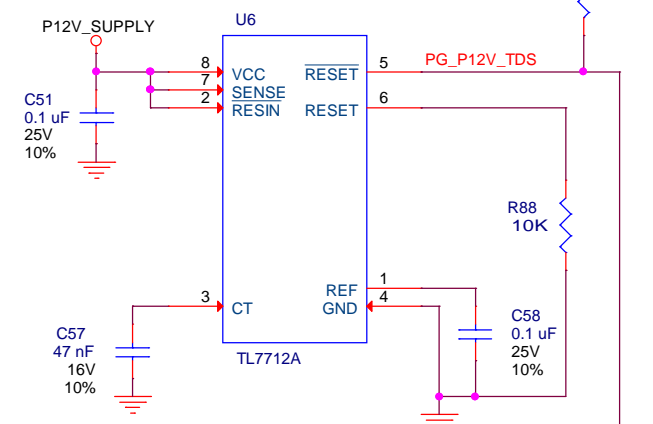 P12V_SUPPLY
U6
8
VCC
7
SENSE
2
RESIN
RESET
5
PG_P12V_TDS
RESET
6
C51
0.1 uF
25V
10%
R88
10K
3
CT
REF
1
GND
4
C57
47 nF
16V
10%
C58
0.1 uF
25V
10%
TL7712A